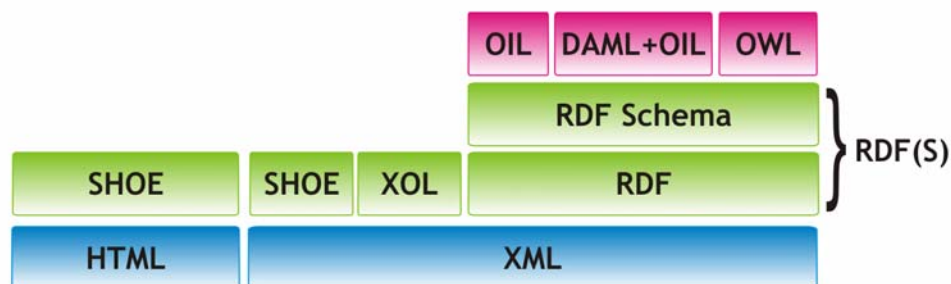 OIL DAML+OIL OWL
RDF Schema
RDF(S)
SHOE SHOE XOL RDF
HTML XML